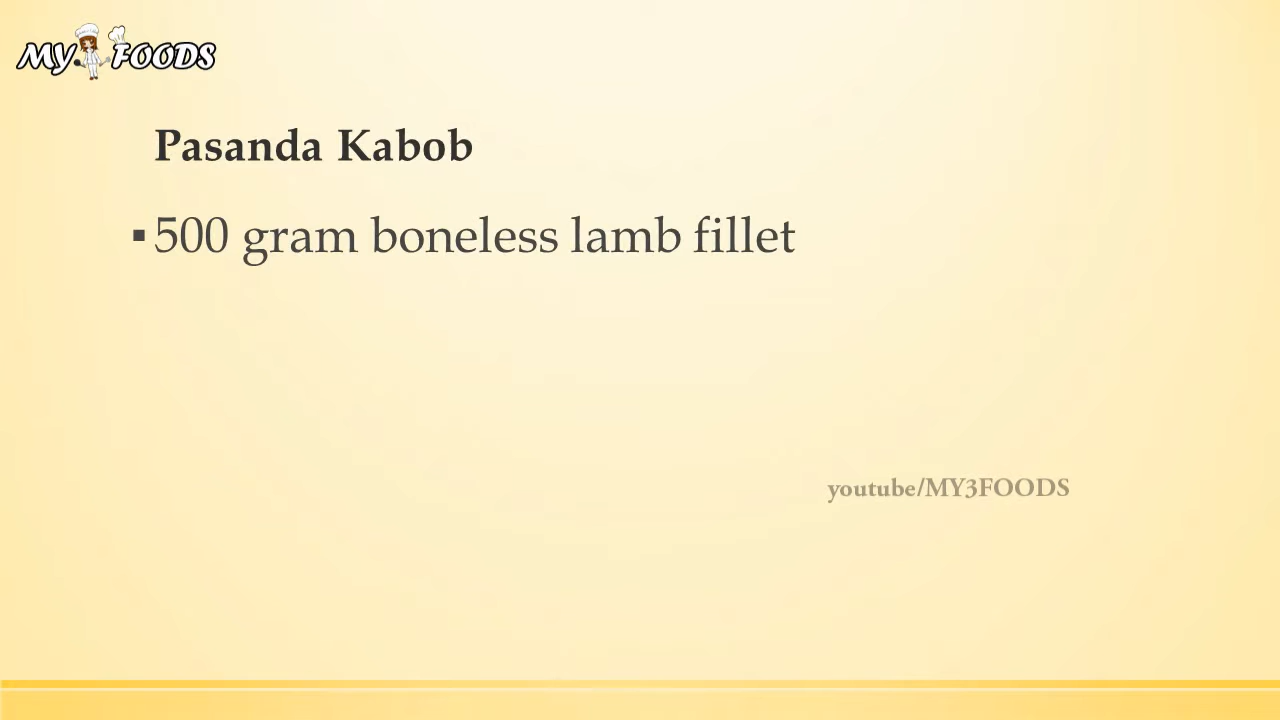 MY FOODS
Pasanda Kabob
▪500 gram boneless lamb fillet
youtube/MY3FOODS